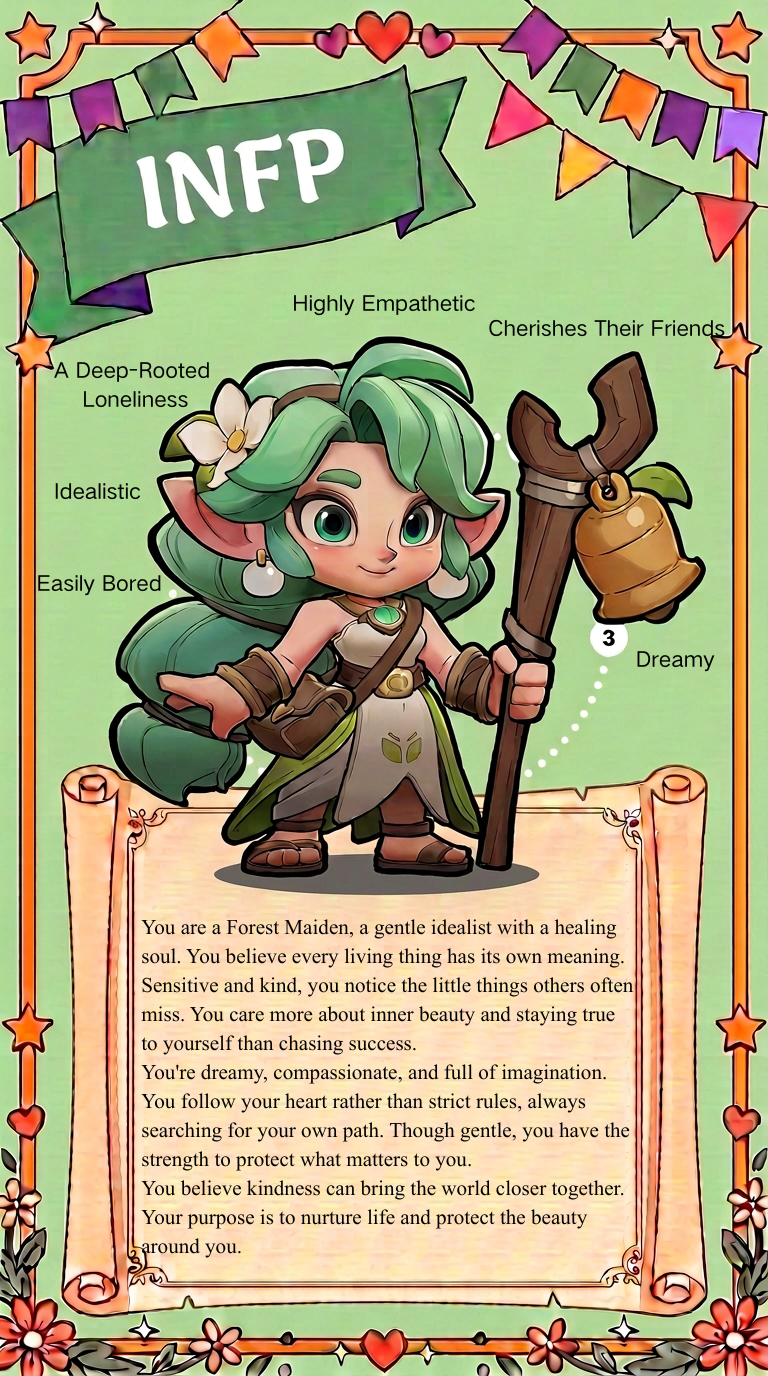 INFP
Highly Empathetic
Cherishes Their Friends
A Deep-Rooted
Loneliness
Idealistic
Easily Bored
3
Dreamy
You are a Forest Maiden, a gentle idealist with a healing
soul. You believe every living thing has its own meaning.
Sensitive and kind, you notice the little things others often
miss. You care more about inner beauty and staying true
to yourself than chasing success.
You're dreamy, compassionate, and full of imagination.
You follow your heart rather than strict rules, always
searching for your own path. Though gentle, you have the
strength to protect what matters to you.
You believe kindness can bring the world closer together.
Your purpose is to nurture life and protect the beauty
around you.